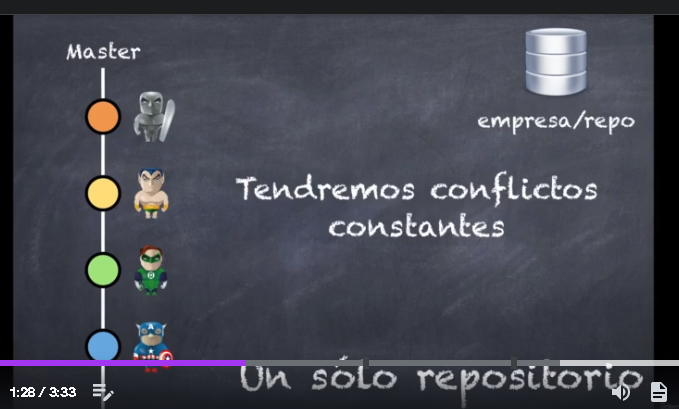 Master
empresa/repo
Tendremos conflictos
constantes
Un sólo repositorio
1:28 / 3:33